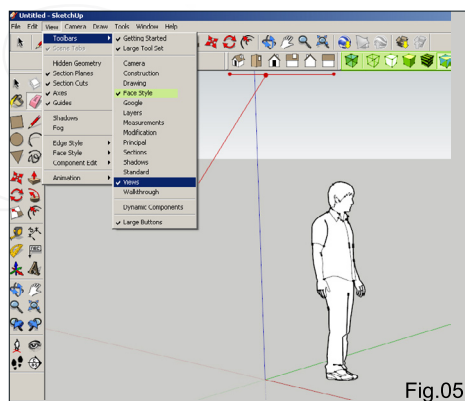 Untitled - SketchUp
File Edit View Camera Draw Tools Window Help
Toolbars
Scene Tabs
Hidden Geometry
Section Planes
Section Cuts
Axes
Guides
Shadows
Fog
Edge Style
Face Style
Component Edit
Animation
Getting Started
Large Tool Set
Camera
Construction
Drawing
Face Style
Google
Layers
Measurements
Modification
Principal
Sections
Shadows
Standard
Views
Walkthrough
Dynamic Components
Large Buttons
Fig.05